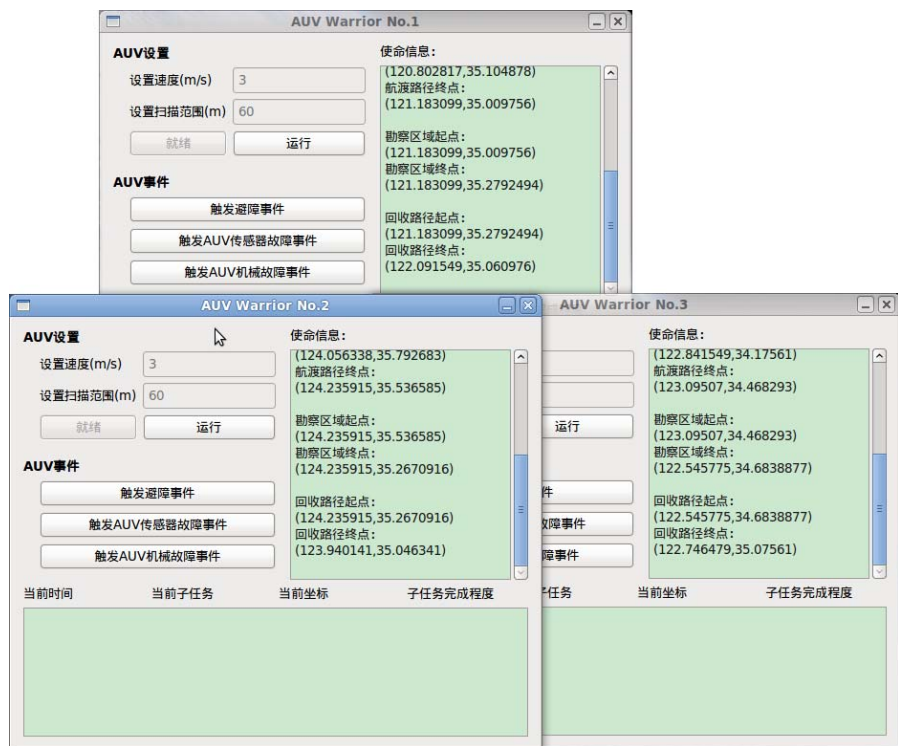 AUV Warrior No.1
AUV设置
设置速度(m/s)
3
设置扫描范围(m)
60
就绪
运行
AUV事件
触发避障事件
触发AUV传感器故障事件
触发AUV机械故障事件
使命信息:
(120.802817,35.104878)
航渡路径终点:
(121.183099,35.009756)
勘察区域起点:
(121.183099,35.009756)
勘察区域终点:
(121.183099,35.2792494)
回收路径起点:
(121.183099,35.2792494)
回收路径终点:
(122.091549,35.060976)
AUV Warrior No.2
AUV设置
设置速度(m/s)
3
设置扫描范围(m)
60
就绪
运行
AUV事件
触发避障事件
触发AUV传感器故障事件
触发AUV机械故障事件
使命信息:
(124.056338,35.792683)
航渡路径终点:
(124.235915,35.536585)
勘察区域起点:
(124.235915,35.536585)
勘察区域终点:
(124.235915,35.2670916)
回收路径起点:
(124.235915,35.2670916)
回收路径终点:
(123.940141,35.046341)
当前时间
当前子任务
当前坐标
子任务完成程度
AUV Warrior No.3
运行
件
故障事件
障事件
使命信息:
(122.841549,34.17561)
航渡路径终点:
(123.09507,34.468293)
勘察区域起点:
(123.09507,34.468293)
勘察区域终点:
(122.545775,34.6838877)
回收路径起点:
(122.545775,34.6838877)
回收路径终点:
(122.746479,35.07561)
子任务
当前坐标
子任务完成程度